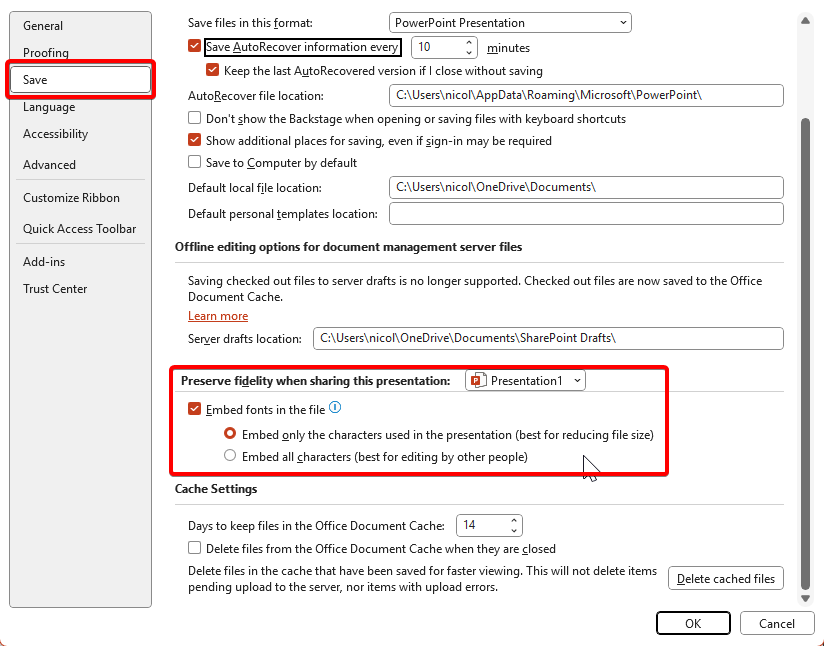 General
Proofing
Save
Language
Accessibility
Advanced
Customize Ribbon
Quick Access Toolbar
Add-ins
Trust Center
Save files in this format: PowerPoint Presentation
Save AutoRecover information every 10 minutes
Keep the last AutoRecovered version if I close without saving
AutoRecover file location: C:\Users\nicol\AppData\Roaming\Microsoft\PowerPoint\
Don't show the Backstage when opening or saving files with keyboard shortcuts
Show additional places for saving, even if sign-in may be required
Save to Computer by default
Default local file location: C:\Users\nicol\OneDrive\Documents\
Default personal templates location:
Offline editing options for document management server files
Saving checked out files to server drafts is no longer supported. Checked out files are now saved to the Office
Document Cache.
Learn more
Server drafts location: C:\Users\nicol\OneDrive\Documents\SharePoint Drafts\
Preserve fidelity when sharing this presentation: Presentation1
Embed fonts in the file
Embed only the characters used in the presentation (best for reducing file size)
Embed all characters (best for editing by other people)
Cache Settings
Days to keep files in the Office Document Cache: 14
Delete files from the Office Document Cache when they are closed
Delete files in the cache that have been saved for faster viewing. This will not delete items
pending upload to the server, nor items with upload errors.
Delete cached files
OK Cancel